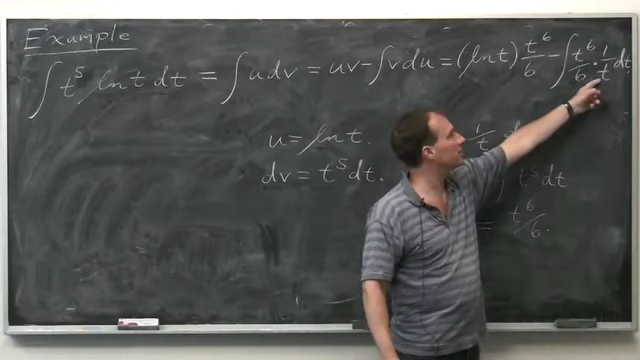 Example
∫ t⁵ ln t dt = ∫ u dv = uv - ∫ v du = (ln t) t⁶/6 - ∫ t⁶/6 · 1/t dt.
u = ln t.
1/t d
dv = t⁵ dt.
t⁵ dt
= t⁶/6.